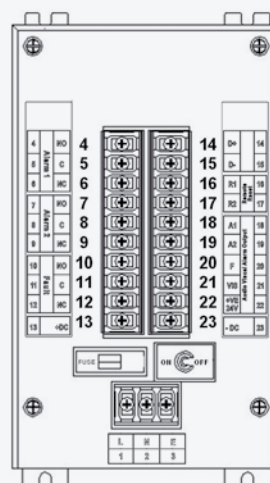 4 NO 4 14 D+ 14
5 Alarm 1 C 5 15 D- 15
6 NC 6 16 R1 Remote Reset 16
7 NO 7 17 R2 17
8 Alarm 2 C 8 18 A1 18
9 NC 9 19 A2 19
10 NO 10 20 F Audio Visual Alarm Output 20
11 Fault C 11 21 21
12 NC 12 22 24V 22
13 +DC 13 23 -DC 23
FUSE ON OFF
L N E
1 2 3